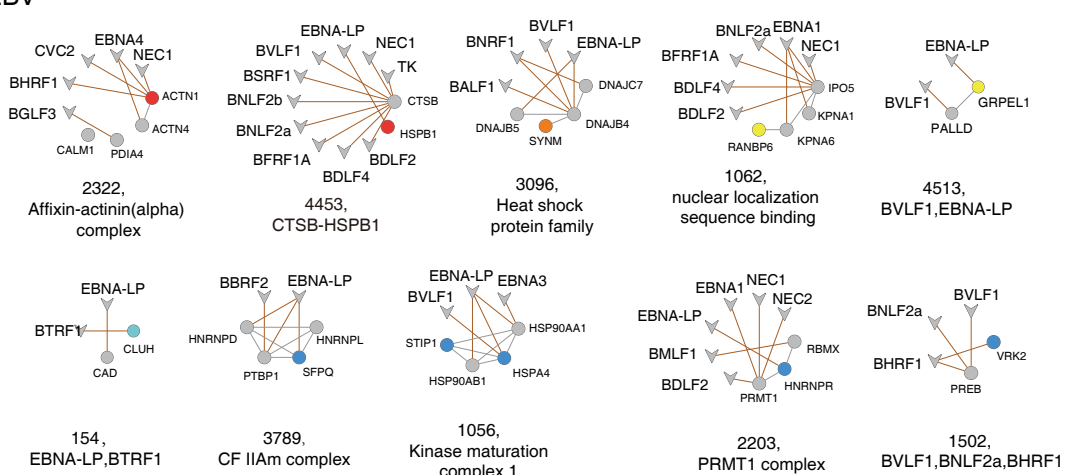 CVC2
EBNA4
NEC1
BHRF1
ACTN1
BGLF3
ACTN4
CALM1
PDIA4
2322,
Affixin-actinin(alpha)
complex
EBNA-LP
BVLF1
NEC1
BSRF1
TK
BNLF2b
CTSB
BNLF2a
HSPB1
BFRF1A
BDLF2
BDLF4
4453,
CTSB-HSPB1
BVLF1
BNRF1
EBNA-LP
BALF1
DNAJC7
DNAJB5
DNAJB4
SYNM
3096,
Heat shock
protein family
BNLF2a
EBNA1
NEC1
BFRF1A
BDLF4
IPO5
BDLF2
KPNA1
RANBP6
KPNA6
1062,
nuclear localization
sequence binding
EBNA-LP
BVLF1
GRPEL1
PALLD
4513,
BVLF1,EBNA-LP
EBNA-LP
BTRF1
CLUH
CAD
154,
EBNA-LP,BTRF1
BBRF2
EBNA-LP
HNRNPD
HNRNPL
PTBP1
SFPQ
3789,
CF IIAm complex
EBNA-LP
EBNA3
BVLF1
HSP90AA1
STIP1
HSPA4
HSP90AB1
1056,
Kinase maturation
complex 1
NEC1
EBNA1
NEC2
EBNA-LP
BMLF1
RBMX
BDLF2
HNRNPR
PRMT1
2203,
PRMT1 complex
BVLF1
BNLF2a
VRK2
BHRF1
PREB
1502,
BVLF1,BNLF2a,BHRF1